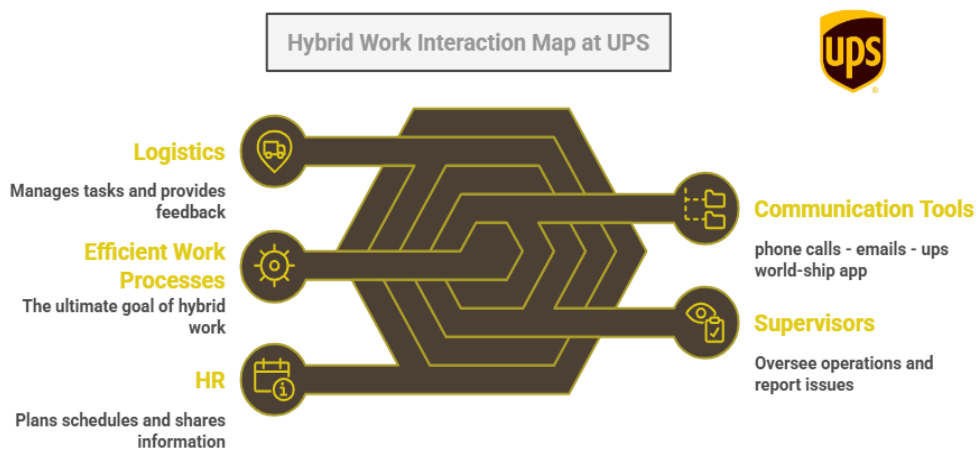 Hybrid Work Interaction Map at UPS
ups
Logistics
Manages tasks and provides
feedback
Efficient Work
Processes
The ultimate goal of hybrid
work
HR
Plans schedules and shares
information
Communication Tools
phone calls - emails - ups
world-ship app
Supervisors
Oversee operations and
report issues